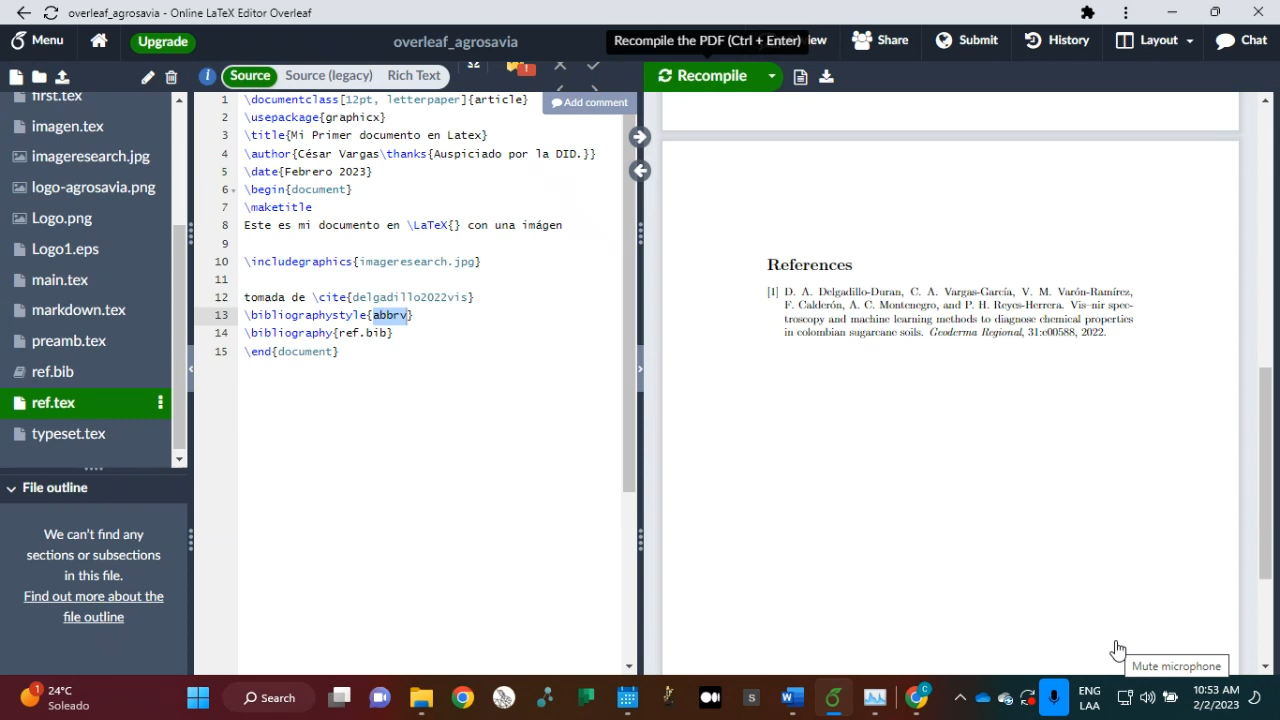 overleaf_agrosavia - Online LaTeX Editor Overleaf
Menu
Upgrade
overleaf_agrosavia
Recompile the PDF (Ctrl + Enter)
ew
Share
Submit
History
Layout
Chat
Source
Source (legacy)
Rich Text
Recompile
Add comment
first.tex
imagen.tex
imageresearch.jpg
logo-agrosavia.png
Logo.png
Logo1.eps
main.tex
markdown.tex
preamb.tex
ref.bib
ref.tex
typeset.tex
File outline
We can't find any
sections or subsections
in this file.
Find out more about the
file outline
1 \documentclass[12pt, letterpaper]{article}
2 \usepackage{graphicx}
3 \title{Mi Primer documento en Latex}
4 \author{César Vargas\thanks{Auspiciado por la DID.}}
5 \date{Febrero 2023}
6 \begin{document}
7 \maketitle
8 Este es mi documento en \LaTeX{} con una imágen
9
10 \includegraphics{imageresearch.jpg}
11
12 tomada de \cite{delgadillo2022vis}
13 \bibliographystyle{abbrv}
14 \bibliography{ref.bib}
15 \end{document}
References
[1] D. A. Delgadillo-Duran, C. A. Vargas-García, V. M. Varón-Ramírez,
F. Calderón, A. C. Montenegro, and P. H. Reyes-Herrera. Vis–nir spec-
troscopy and machine learning methods to diagnose chemical properties
in colombian sugarcane soils. Geoderma Regional, 31:e00588, 2022.
Mute microphone
1
24°C
Soleado
Search
ENG
LAA
10:53 AM
2/2/2023